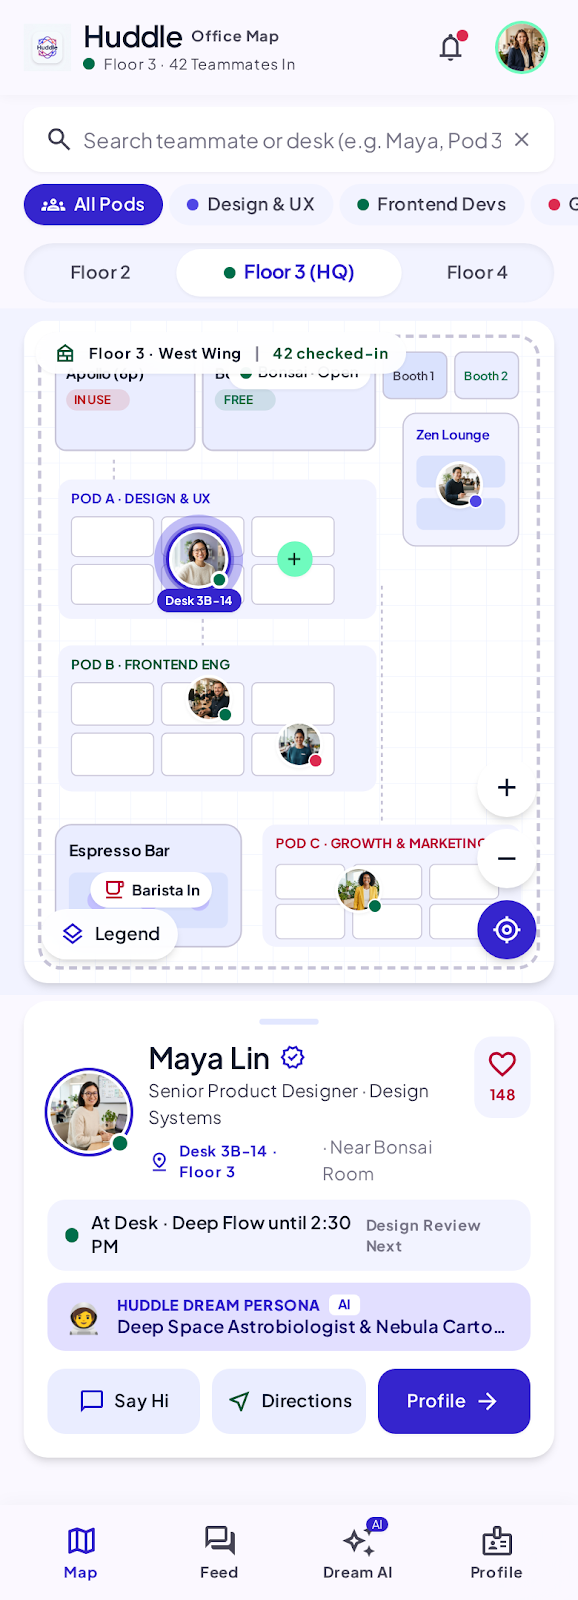 Huddle
Huddle Office Map
Floor 3 · 42 Teammates In
Search teammate or desk (e.g. Maya, Pod 3
All Pods
Design & UX
Frontend Devs
G
Floor 2
Floor 3 (HQ)
Floor 4
Floor 3 · West Wing | 42 checked-in
Apollo (6p)
IN USE
Bonsai · Open
FREE
Booth 1
Booth 2
Zen Lounge
POD A · DESIGN & UX
Desk 3B-14
POD B · FRONTEND ENG
Espresso Bar
Barista In
Legend
POD C · GROWTH & MARKETING
Maya Lin
148
Senior Product Designer · Design
Systems
Desk 3B-14 ·
Floor 3
· Near Bonsai
Room
At Desk · Deep Flow until 2:30
PM
Design Review
Next
HUDDLE DREAM PERSONA AI
Deep Space Astrobiologist & Nebula Carto...
Say Hi
Directions
Profile
Map
Feed
AI
Dream AI
Profile